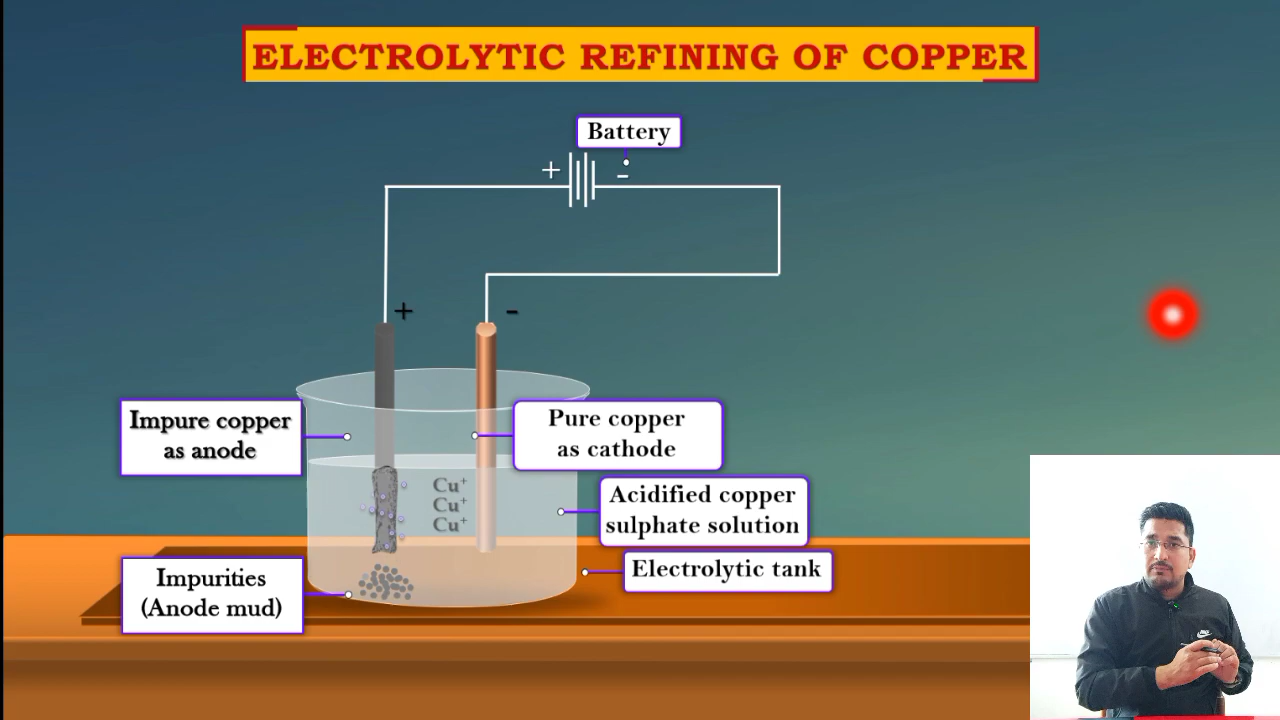 ELECTROLYTIC REFINING OF COPPER
Battery
+
-
+
-
Impure copper
as anode
Pure copper
as cathode
Cu⁺
Cu⁺
Cu⁺
Acidified copper
sulphate solution
Electrolytic tank
Impurities
(Anode mud)